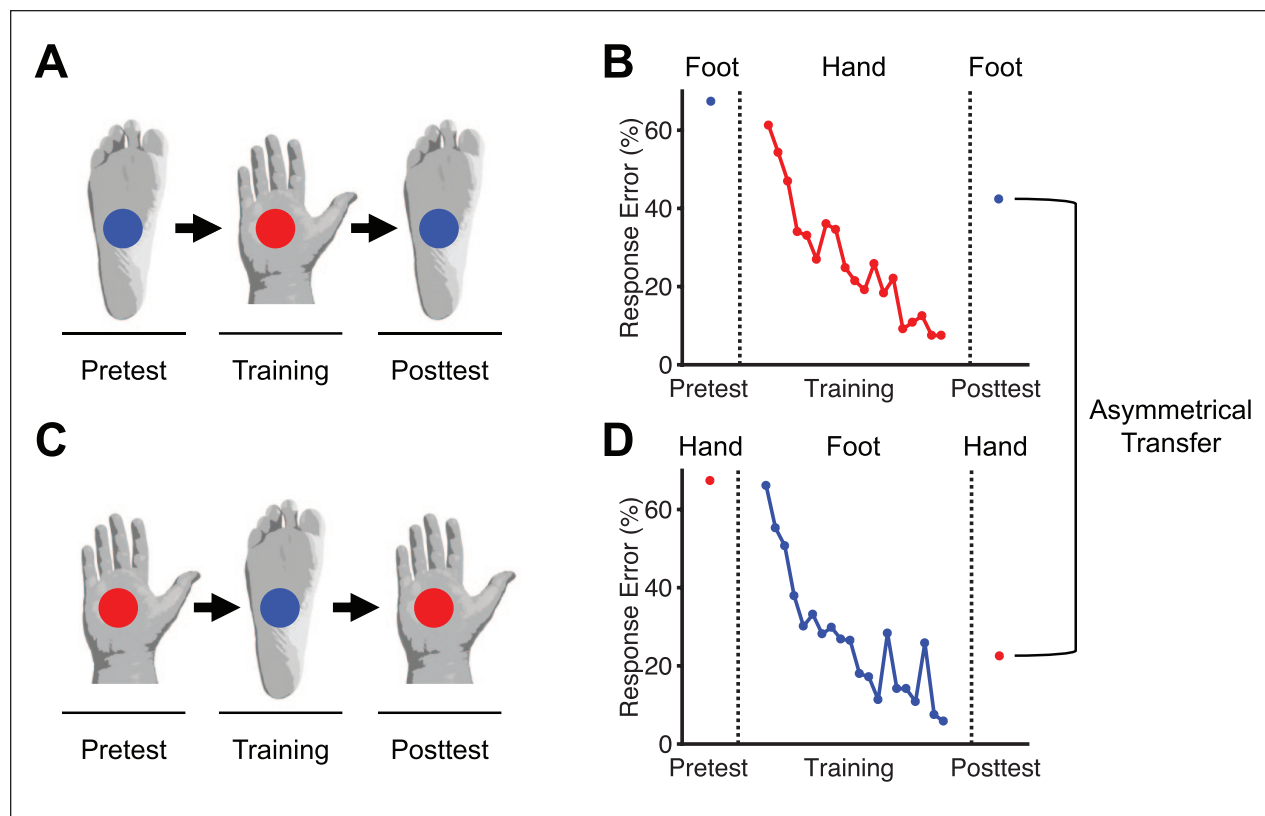 A
Pretest
Training
Posttest
B
Foot
Hand
Foot
Response Error (%)
60
40
20
0
Pretest
Training
Posttest
C
Pretest
Training
Posttest
D
Hand
Foot
Hand
Response Error (%)
60
40
20
0
Pretest
Training
Posttest
Asymmetrical
Transfer